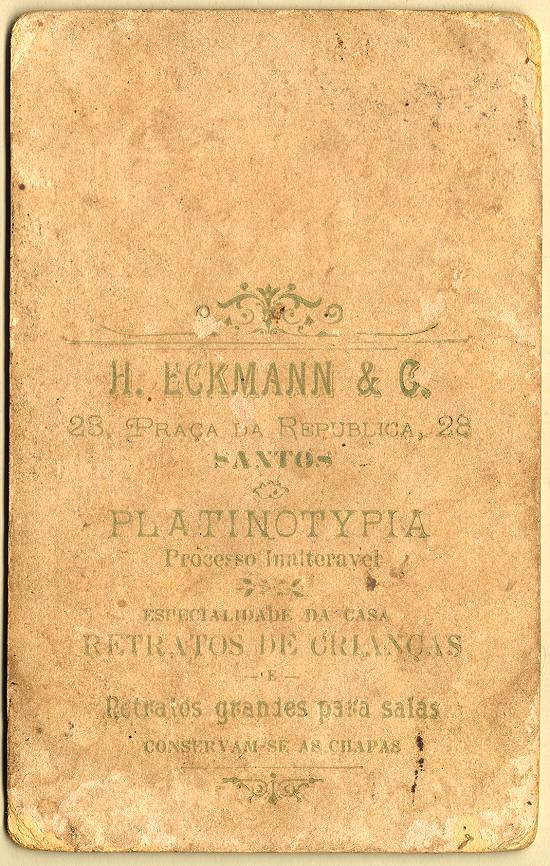 H. ECKMANN & C.
28, PRAÇA DA REPUBLICA, 28
SANTOS
PLATINOTYPIA
Processo Inalteravel
ESPECIALIDADE DA CASA
RETRATOS DE CRIANÇAS
— E —
Retratos grandes para salas
CONSERVAM-SE AS CHAPAS